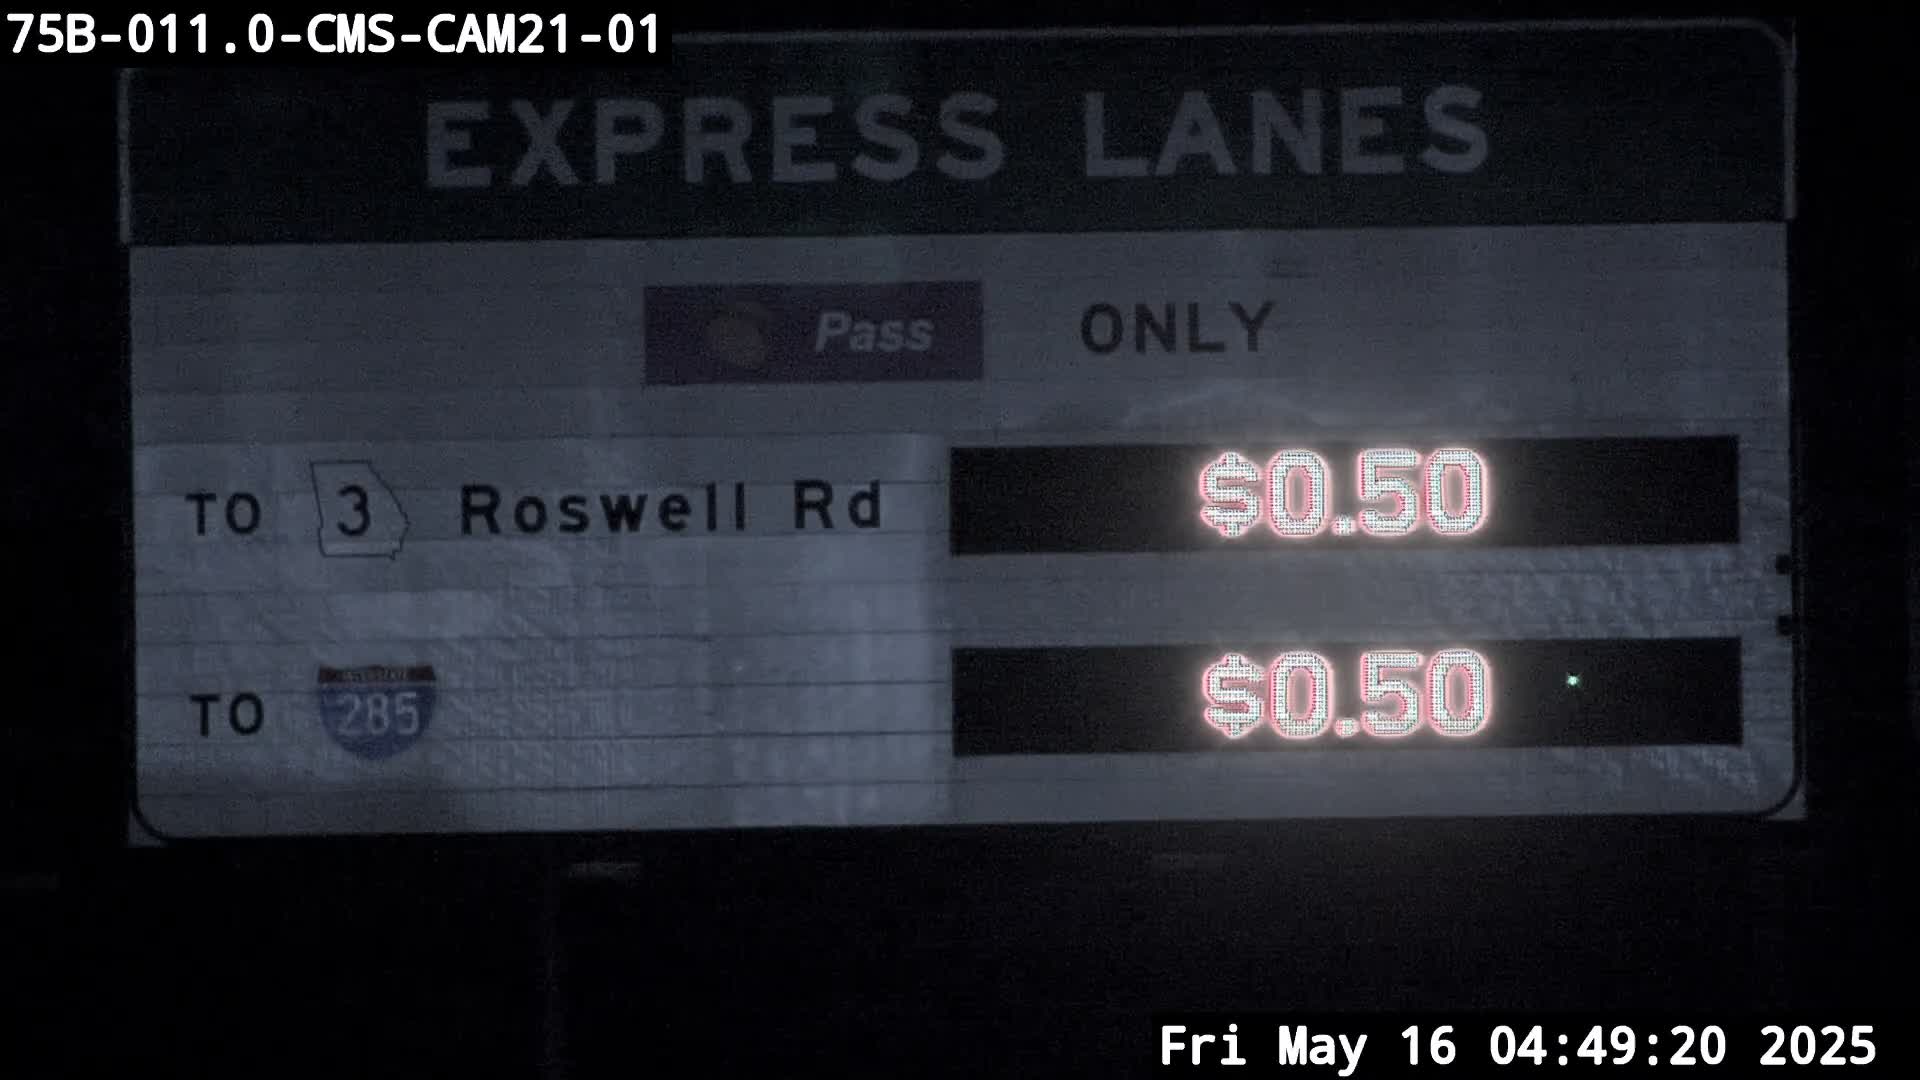 75B-011.0-CMS-CAM21-01
EXPRESS LANES
Pass ONLY
TO 3 Roswell Rd $0.50
INTERSTATE
TO 285 $0.50
Fri May 16 04:49:20 2025